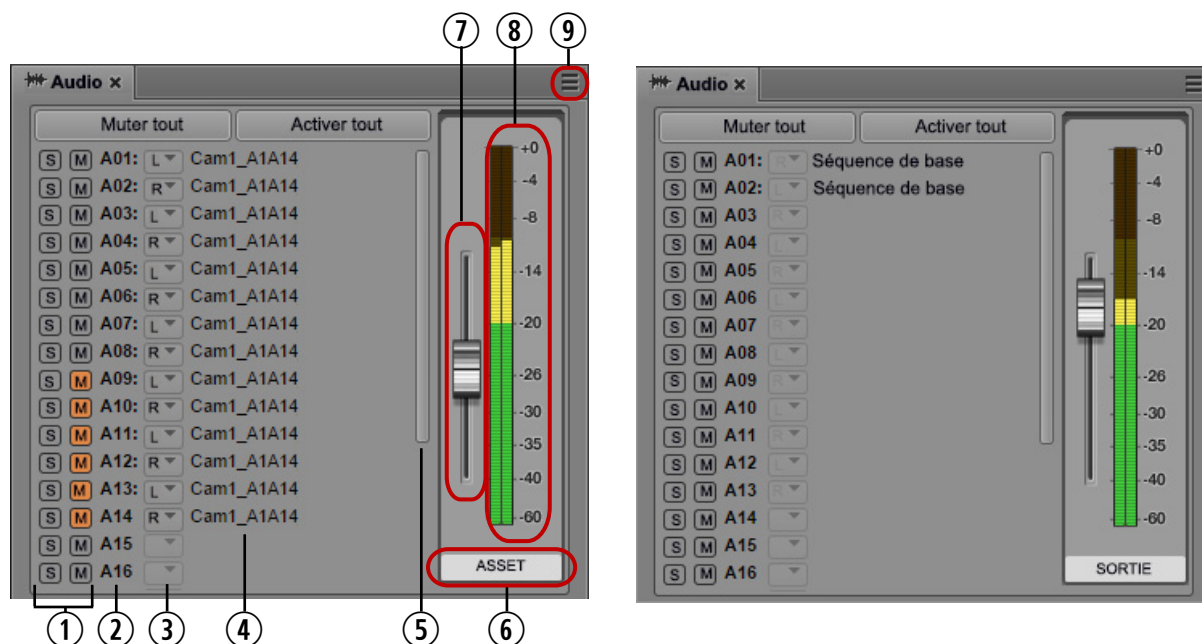 7 8 9
Audio ×
Muter tout Activer tout
S M A01: L Cam1_A1A14
S M A02: R Cam1_A1A14
S M A03: L Cam1_A1A14
S M A04: R Cam1_A1A14
S M A05: L Cam1_A1A14
S M A06: R Cam1_A1A14
S M A07: L Cam1_A1A14
S M A08: R Cam1_A1A14
S M A09: L Cam1_A1A14
S M A10: R Cam1_A1A14
S M A11: L Cam1_A1A14
S M A12: R Cam1_A1A14
S M A13: L Cam1_A1A14
S M A14 R Cam1_A1A14
S M A15
S M A16
+0
-4
-8
-14
-20
-26
-30
-35
-40
-60
ASSET
1 2 3 4 5 6
Audio ×
Muter tout Activer tout
S M A01: R Séquence de base
S M A02: L Séquence de base
S M A03 R
S M A04 L
S M A05 R
S M A06 L
S M A07 R
S M A08 L
S M A09 R
S M A10 L
S M A11 R
S M A12 L
S M A13 R
S M A14
S M A15
S M A16
+0
-4
-8
-14
-20
-26
-30
-35
-40
-60
SORTIE